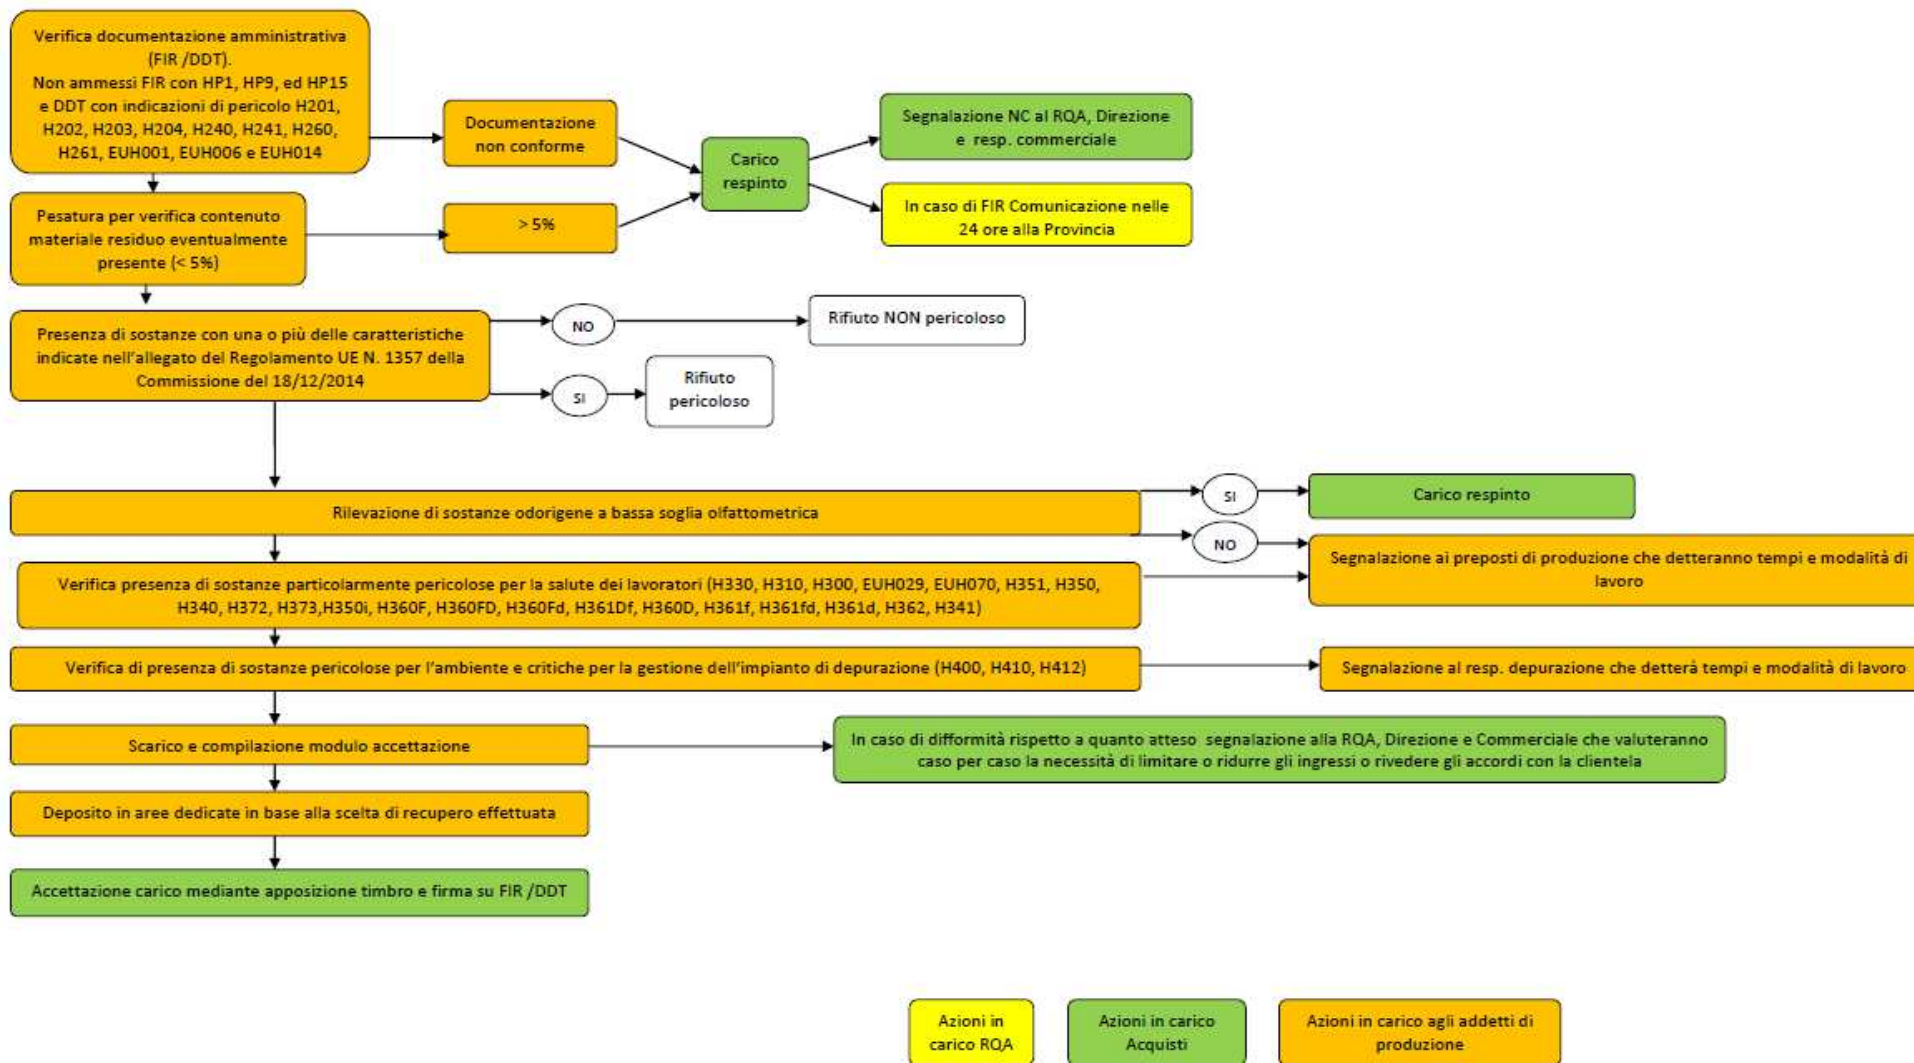 Verifica documentazione amministrativa
(FIR /DDT).
Non ammessi FIR con HP1, HP9, ed HP15
e DDT con indicazioni di pericolo H201,
H202, H203, H204, H240, H241, H260,
H261, EUH001, EUH006 e EUH014
Documentazione
non conforme
Carico
respinto
Segnalazione NC al RQA, Direzione
e resp. commerciale
In caso di FIR Comunicazione nelle
24 ore alla Provincia
Pesatura per verifica contenuto
materiale residuo eventualmente
presente (< 5%)
> 5%
Presenza di sostanze con una o più delle caratteristiche
indicate nell'allegato del Regolamento UE N. 1357 della
Commissione del 18/12/2014
NO
Rifiuto NON pericoloso
SI
Rifiuto
pericoloso
Rilevazione di sostanze odorigene a bassa soglia olfattometrica
SI
Carico respinto
NO
Segnalazione ai preposti di produzione che detteranno tempi e modalità di
lavoro
Verifica presenza di sostanze particolarmente pericolose per la salute dei lavoratori (H330, H310, H300, EUH029, EUH070, H351, H350,
H340, H372, H373,H350i, H360F, H360FD, H360Fd, H361Df, H360D, H361f, H361fd, H361d, H362, H341)
Verifica di presenza di sostanze pericolose per l'ambiente e critiche per la gestione dell'impianto di depurazione (H400, H410, H412)
Segnalazione al resp. depurazione che detterà tempi e modalità di lavoro
Scarico e compilazione modulo accettazione
In caso di difformità rispetto a quanto atteso segnalazione alla RQA, Direzione e Commerciale che valuteranno
caso per caso la necessità di limitare o ridurre gli ingressi o rivedere gli accordi con la clientela
Deposito in aree dedicate in base alla scelta di recupero effettuata
Accettazione carico mediante apposizione timbro e firma su FIR /DDT
Azioni in
carico RQA
Azioni in carico
Acquisti
Azioni in carico agli addetti di
produzione